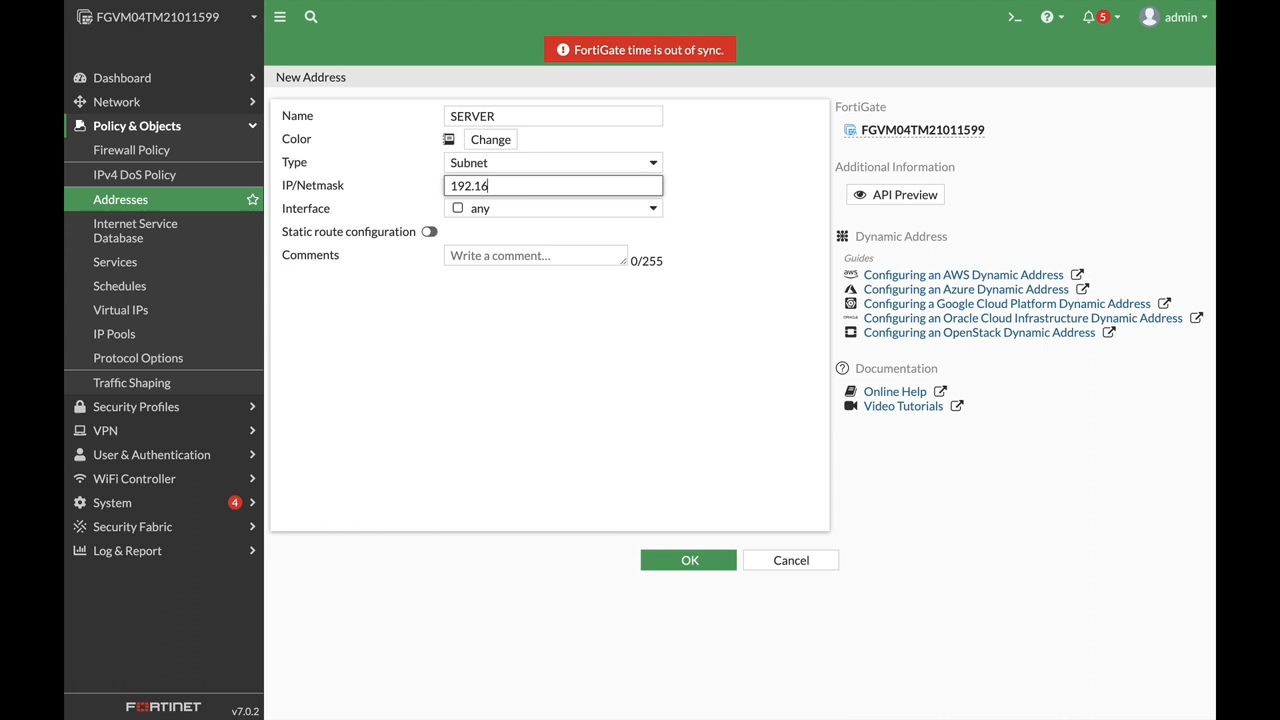 FGVM04TM21011599
5
admin
FortiGate time is out of sync.
Dashboard
Network
Policy & Objects
Firewall Policy
IPv4 DoS Policy
Addresses
Internet Service
Database
Services
Schedules
Virtual IPs
IP Pools
Protocol Options
Traffic Shaping
Security Profiles
VPN
User & Authentication
WiFi Controller
System
4
Security Fabric
Log & Report
FORTINET
v7.0.2
New Address
Name
SERVER
Color
Change
Type
Subnet
IP/Netmask
192.16
Interface
any
Static route configuration
Comments
Write a comment...
0/255
OK
Cancel
FortiGate
FGVM04TM21011599
Additional Information
API Preview
Dynamic Address
Guides
aws
Configuring an AWS Dynamic Address
Configuring an Azure Dynamic Address
Configuring a Google Cloud Platform Dynamic Address
ORACLE
Configuring an Oracle Cloud Infrastructure Dynamic Address
Configuring an OpenStack Dynamic Address
Documentation
Online Help
Video Tutorials